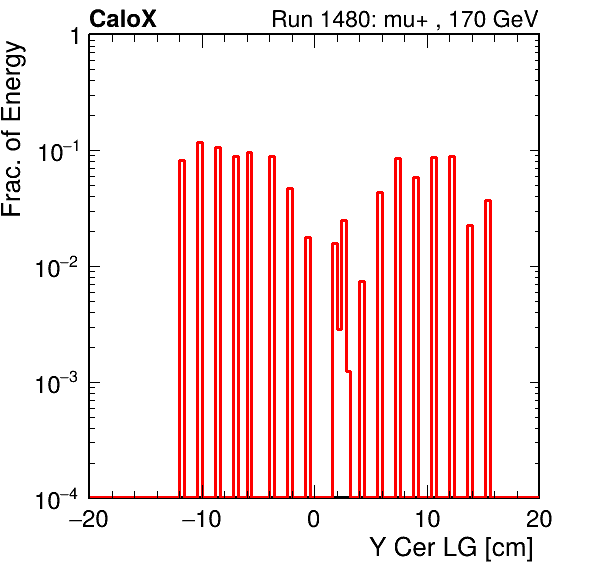 CaloX Run 1480: mu+ , 170 GeV
Frac. of Energy
1
10⁻¹
10⁻²
10⁻³
10⁻⁴
−20 −10 0 10 20
Y Cer LG [cm]